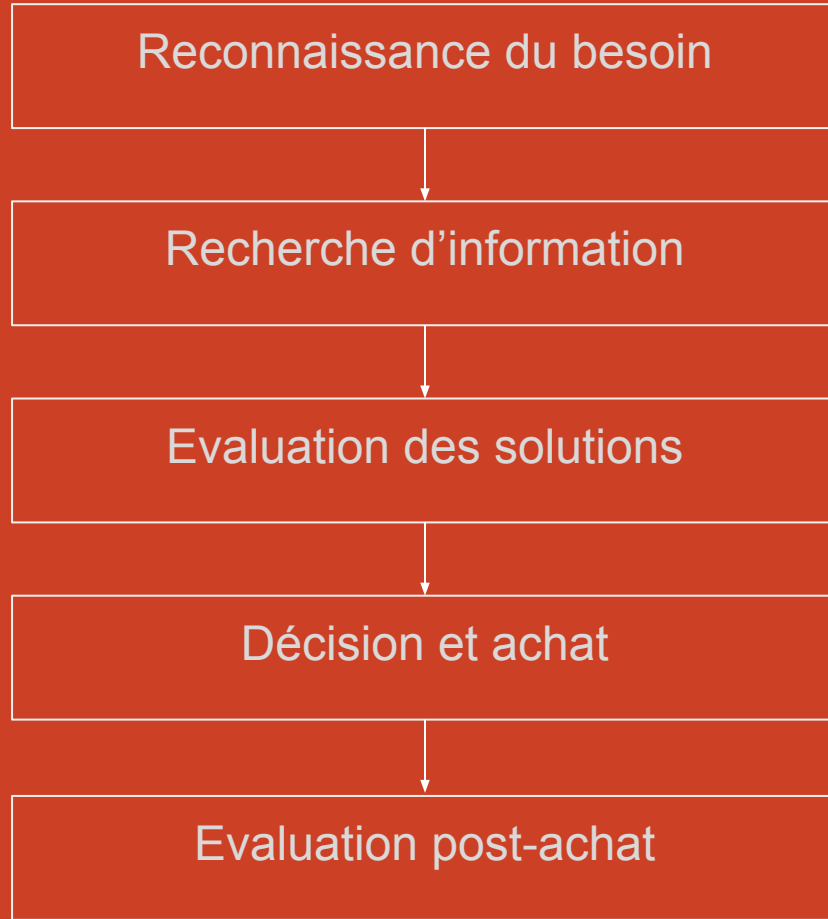 Reconnaissance du besoin
Recherche d’information
Evaluation des solutions
Décision et achat
Evaluation post-achat